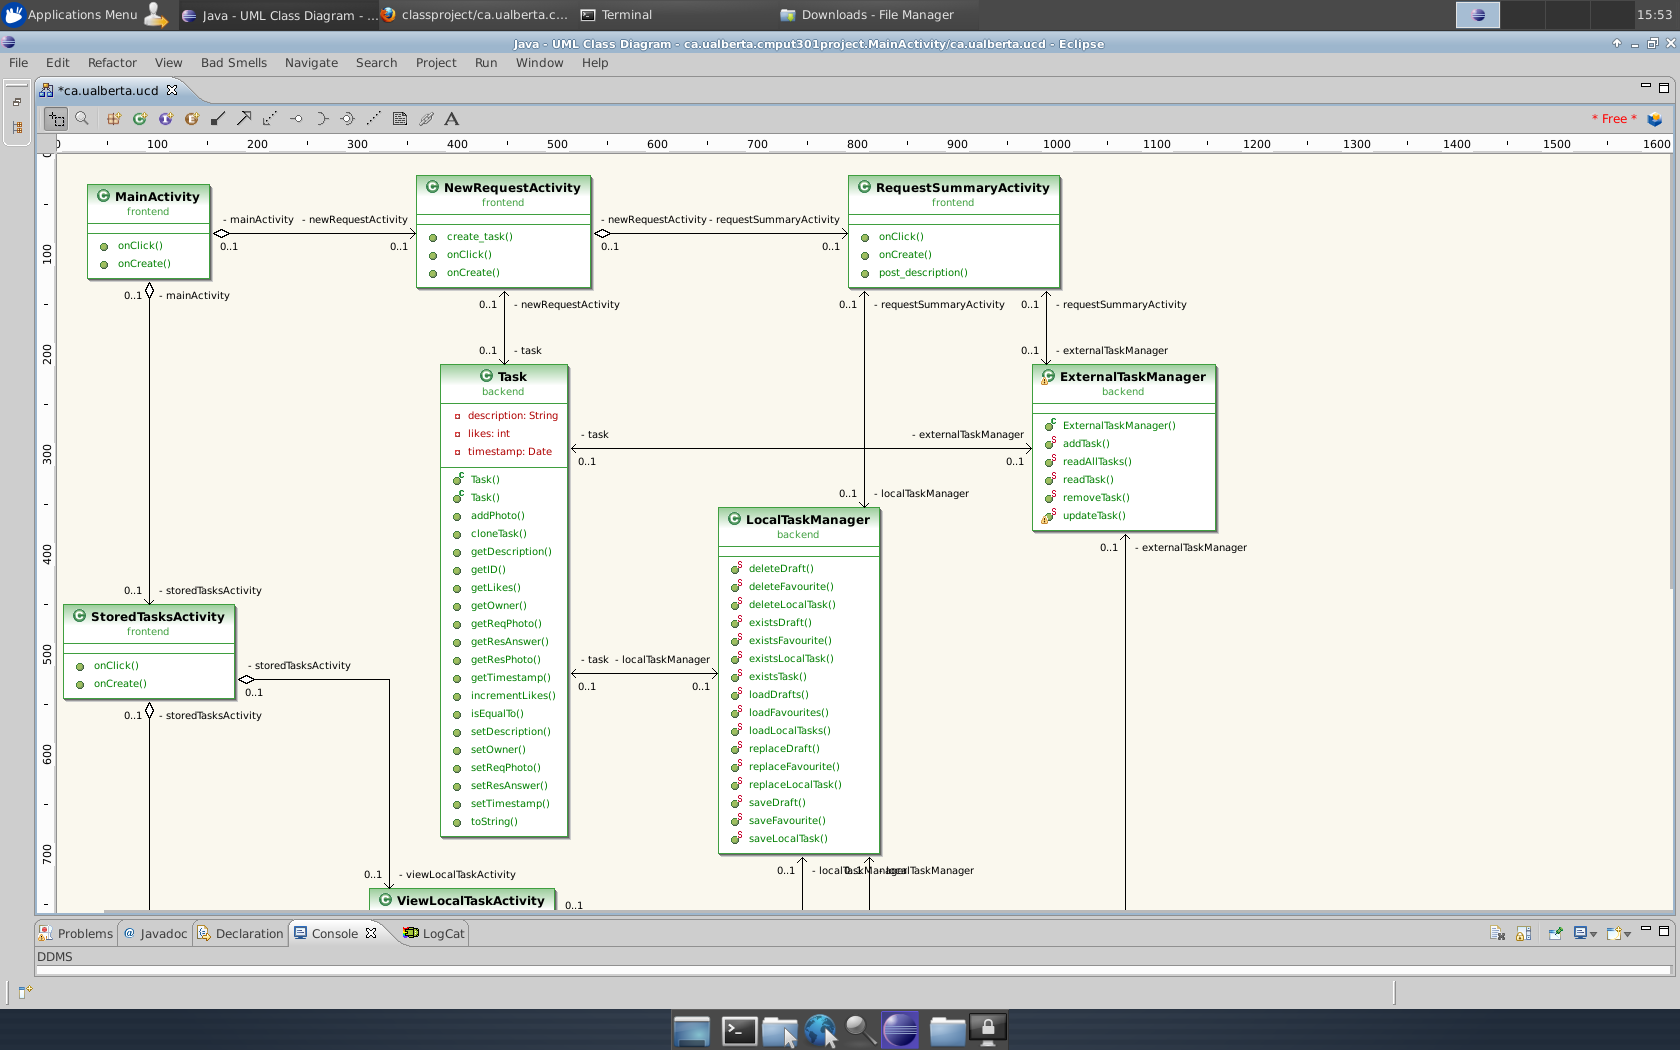 Applications Menu
Java - UML Class Diagram - ...
classproject/ca.ualberta.c...
Terminal
Downloads - File Manager
15:53
Java - UML Class Diagram - ca.ualberta.cmput301project.MainActivity/ca.ualberta.ucd - Eclipse
File Edit Refactor View Bad Smells Navigate Search Project Run Window Help
*ca.ualberta.ucd
* Free *
0 100 200 300 400 500 600 700 800 900 1000 1100 1200 1300 1400 1500 1600
0
100
200
300
400
500
600
700
MainActivity
frontend
onClick()
onCreate()
- mainActivity - newRequestActivity
0..1 0..1
NewRequestActivity
frontend
create_task()
onClick()
onCreate()
- newRequestActivity - requestSummaryActivity
0..1 0..1
RequestSummaryActivity
frontend
onClick()
onCreate()
post_description()
0..1 - mainActivity
0..1 - newRequestActivity
0..1 - requestSummaryActivity
0..1 - requestSummaryActivity
0..1 - task
0..1 - externalTaskManager
Task
backend
description: String
likes: int
timestamp: Date
Task()
Task()
addPhoto()
cloneTask()
getDescription()
getID()
getLikes()
getOwner()
getReqPhoto()
getResAnswer()
getResPhoto()
getTimestamp()
incrementLikes()
isEqualTo()
setDescription()
setOwner()
setReqPhoto()
setResAnswer()
setTimestamp()
toString()
- task - externalTaskManager
0..1 0..1
ExternalTaskManager
backend
ExternalTaskManager()
addTask()
readAllTasks()
readTask()
removeTask()
updateTask()
0..1 - externalTaskManager
0..1 - localTaskManager
LocalTaskManager
backend
deleteDraft()
deleteFavourite()
deleteLocalTask()
existsDraft()
existsFavourite()
existsLocalTask()
existsTask()
loadDrafts()
loadFavourites()
loadLocalTasks()
replaceDraft()
replaceFavourite()
replaceLocalTask()
saveDraft()
saveFavourite()
saveLocalTask()
- task - localTaskManager
0..1 0..1
0..1 - localTaskManager
0..1 - localTaskManager
0..1 - storedTasksActivity
StoredTasksActivity
frontend
onClick()
onCreate()
- storedTasksActivity
0..1
0..1 - storedTasksActivity
0..1 - viewLocalTaskActivity
ViewLocalTaskActivity
0..1
Problems
Javadoc
Declaration
Console
LogCat
DDMS